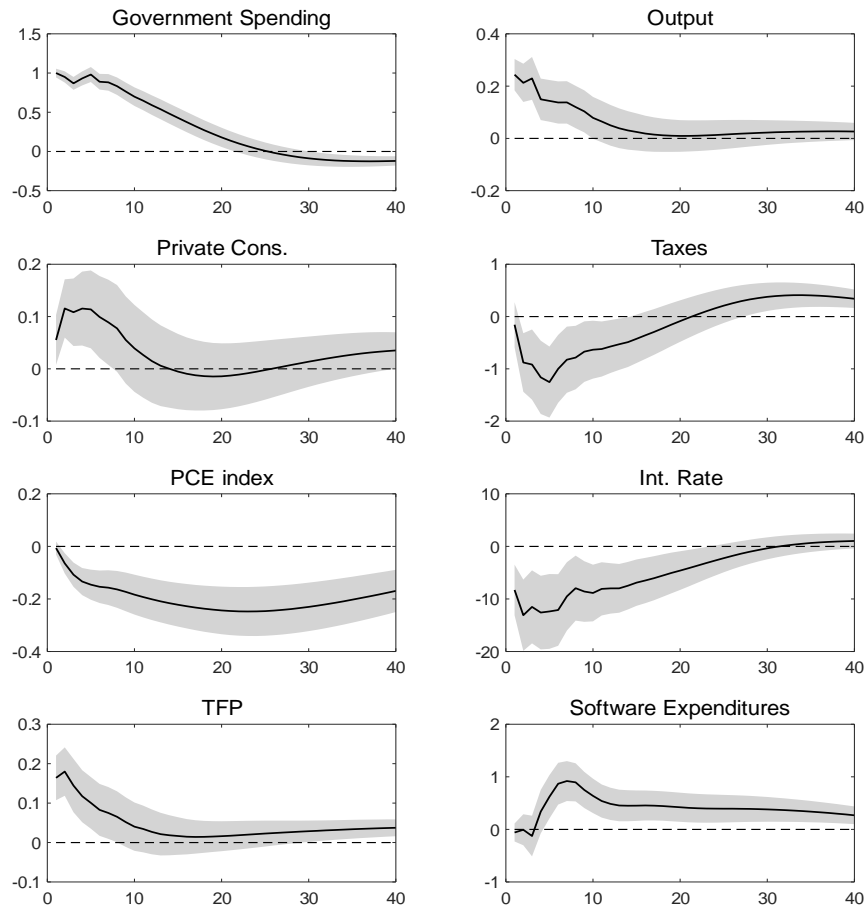 Government Spending
1.5
1
0.5
0
-0.5
0 10 20 30 40
Output
0.4
0.2
0
-0.2
0 10 20 30 40
Private Cons.
0.2
0.1
0
-0.1
0 10 20 30 40
Taxes
1
0
-1
-2
0 10 20 30 40
PCE index
0.2
0
-0.2
-0.4
0 10 20 30 40
Int. Rate
10
0
-10
-20
0 10 20 30 40
TFP
0.3
0.2
0.1
0
-0.1
0 10 20 30 40
Software Expenditures
2
1
0
-1
0 10 20 30 40